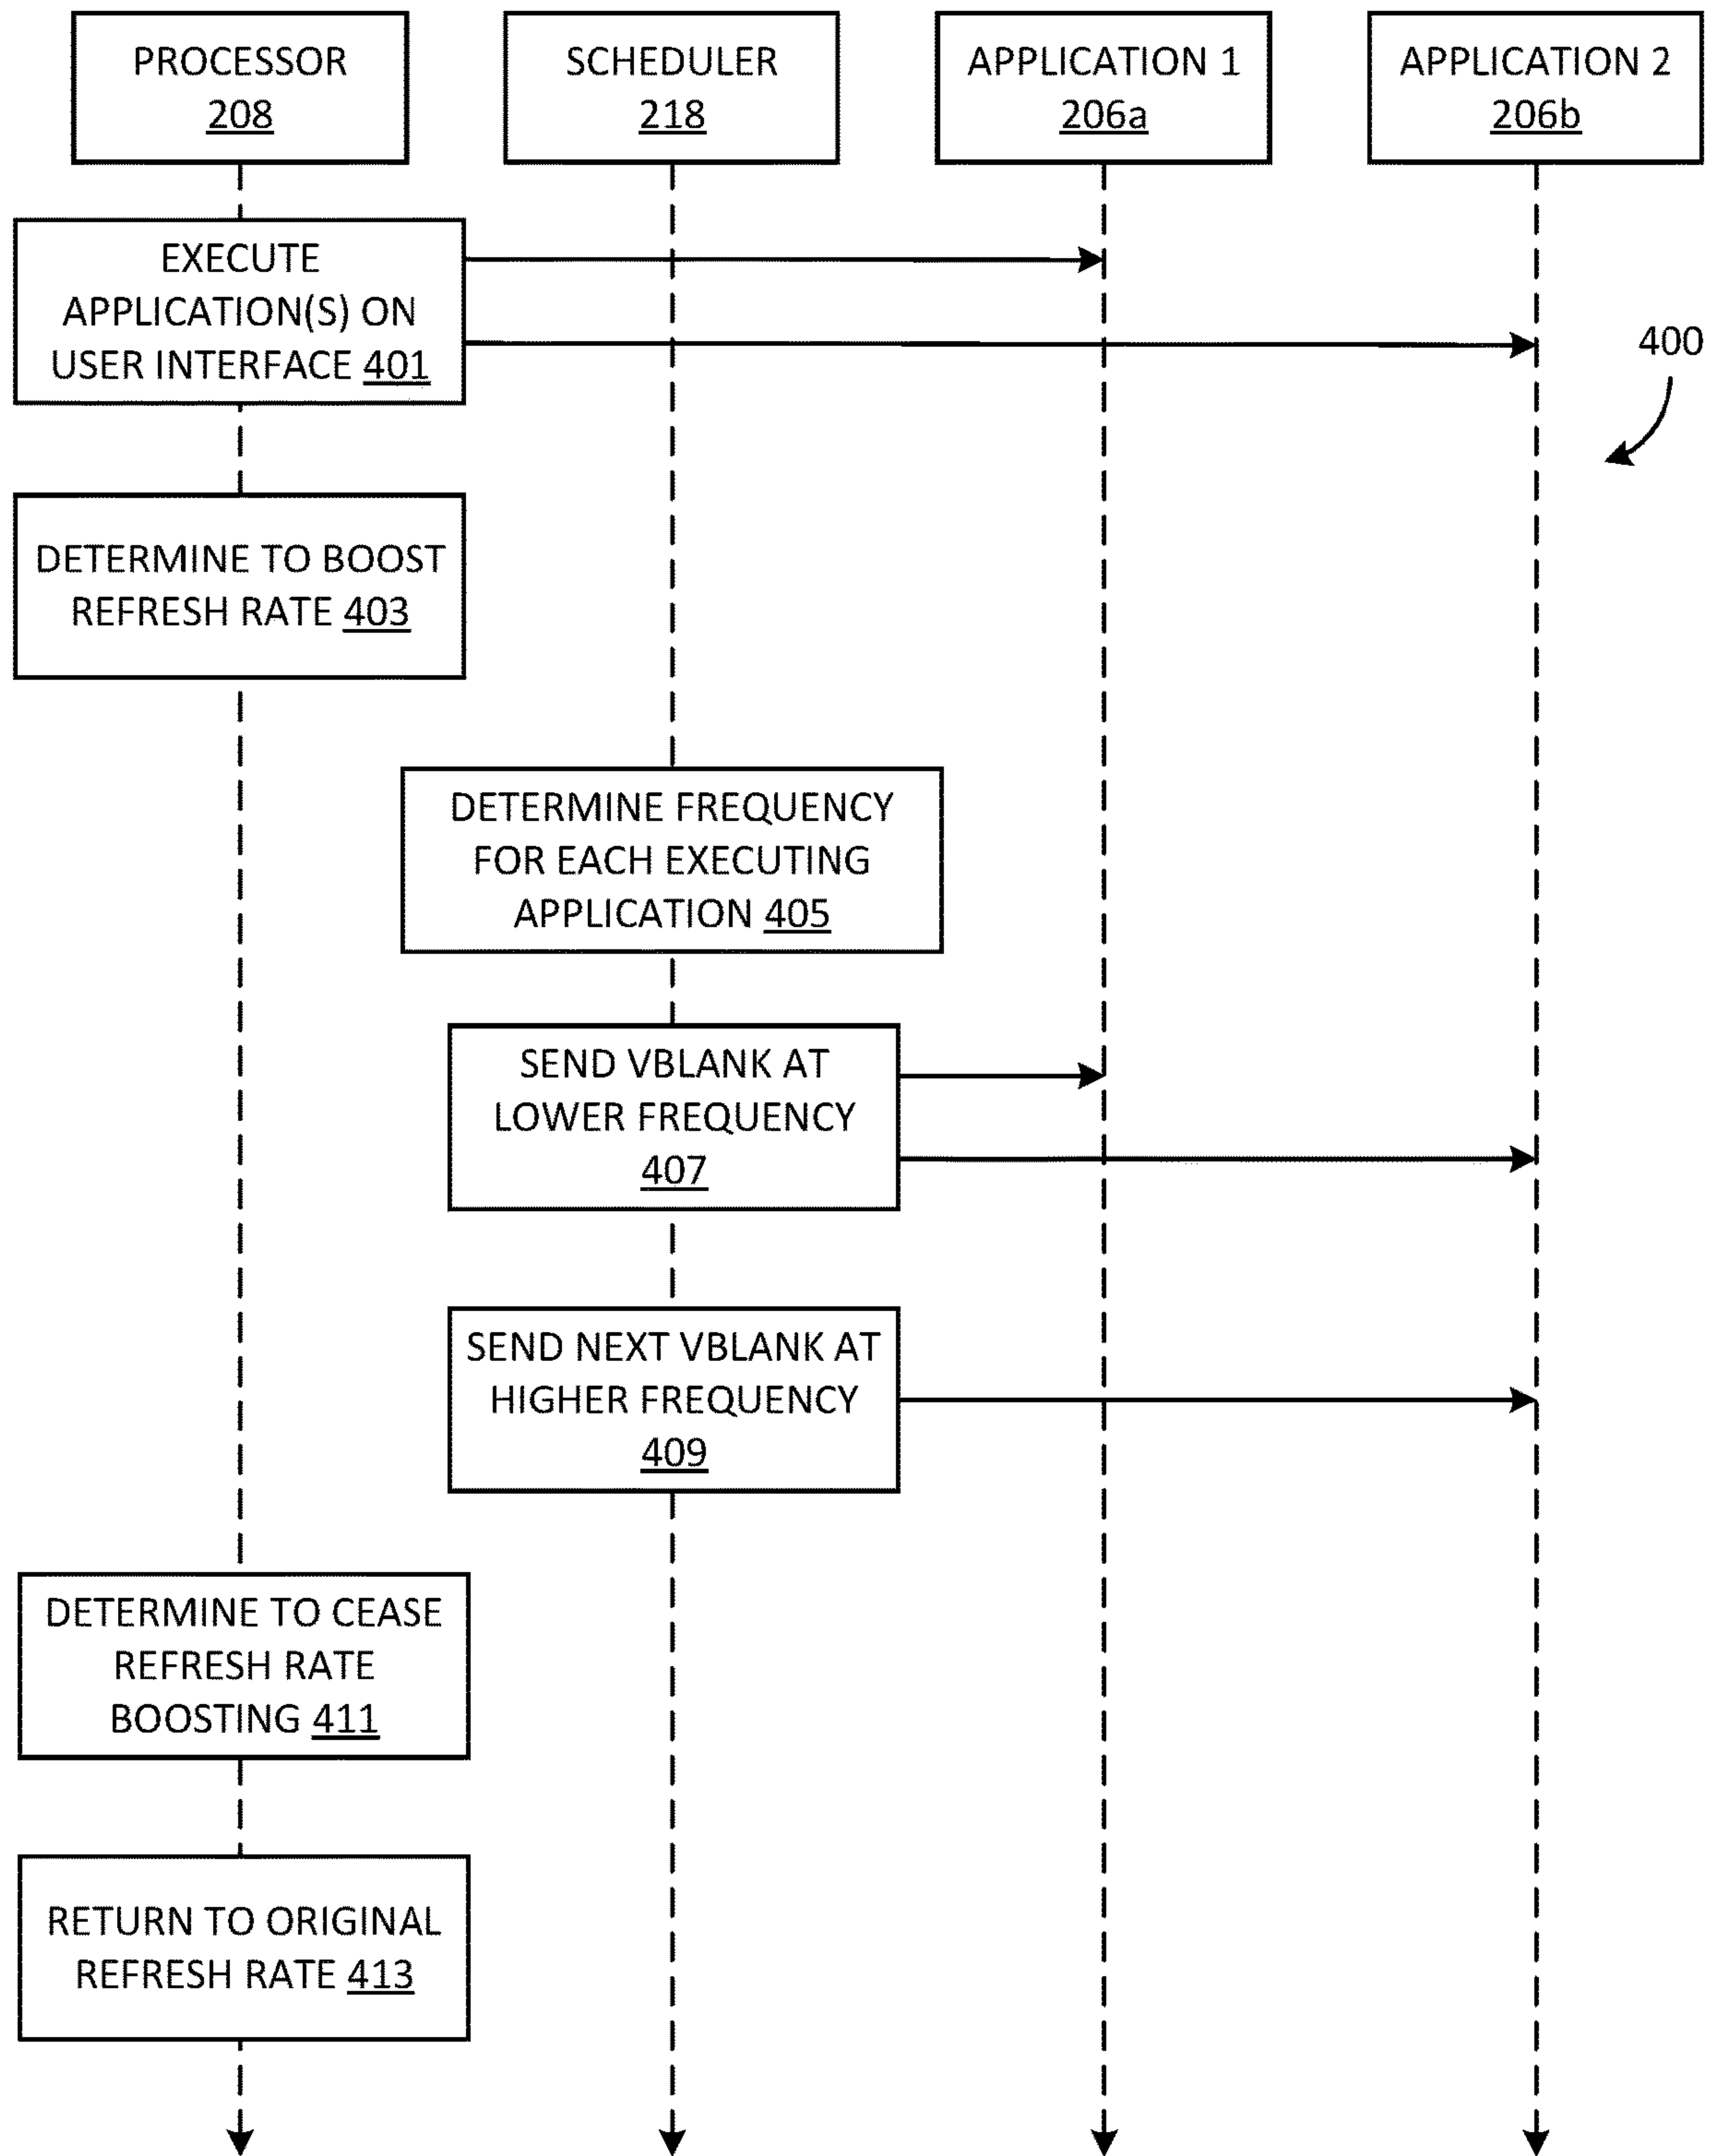 PROCESSOR
208
SCHEDULER
218
APPLICATION 1
206a
APPLICATION 2
206b
EXECUTE
APPLICATION(S) ON
USER INTERFACE 401
400
DETERMINE TO BOOST
REFRESH RATE 403
DETERMINE FREQUENCY
FOR EACH EXECUTING
APPLICATION 405
SEND VBLANK AT
LOWER FREQUENCY
407
SEND NEXT VBLANK AT
HIGHER FREQUENCY
409
DETERMINE TO CEASE
REFRESH RATE
BOOSTING 411
RETURN TO ORIGINAL
REFRESH RATE 413